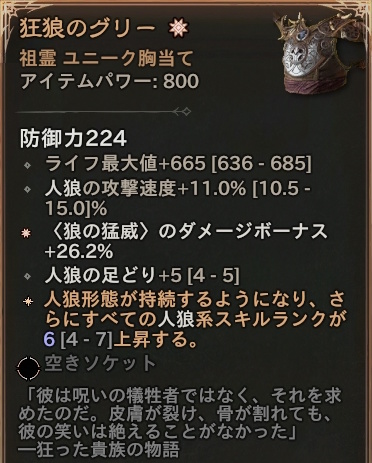 狂狼のグリー
祖霊 ユニーク胸当て
アイテムパワー: 800
防御力224
ライフ最大値+665 [636 - 685]
人狼の攻撃速度+11.0% [10.5 -
15.0]%
〈狼の猛威〉のダメージボーナス
+26.2%
人狼の足どり+5 [4 - 5]
人狼形態が持続するようになり、さ
らにすべての人狼系スキルランクが
6 [4 - 7]上昇する。
空きソケット
「彼は呪いの犠牲者ではなく、それを求
めたのだ。皮膚が裂け、骨が割れても、
彼の笑いは絶えることがなかった」
—狂った貴族の物語